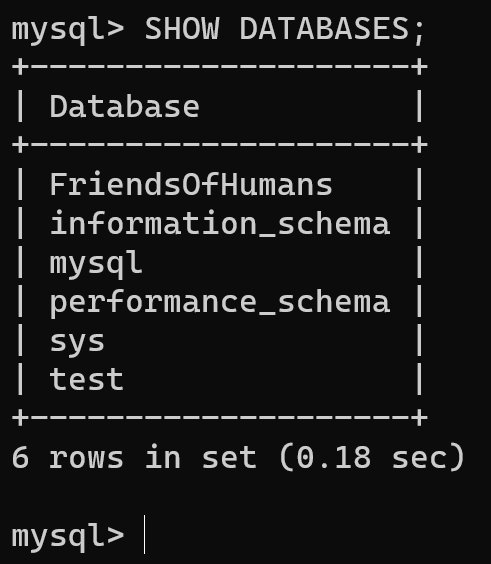 mysql> SHOW DATABASES;
+--------------------+
| Database           |
+--------------------+
| FriendsOfHumans    |
| information_schema |
| mysql              |
| performance_schema |
| sys                |
| test               |
+--------------------+
6 rows in set (0.18 sec)
mysql>